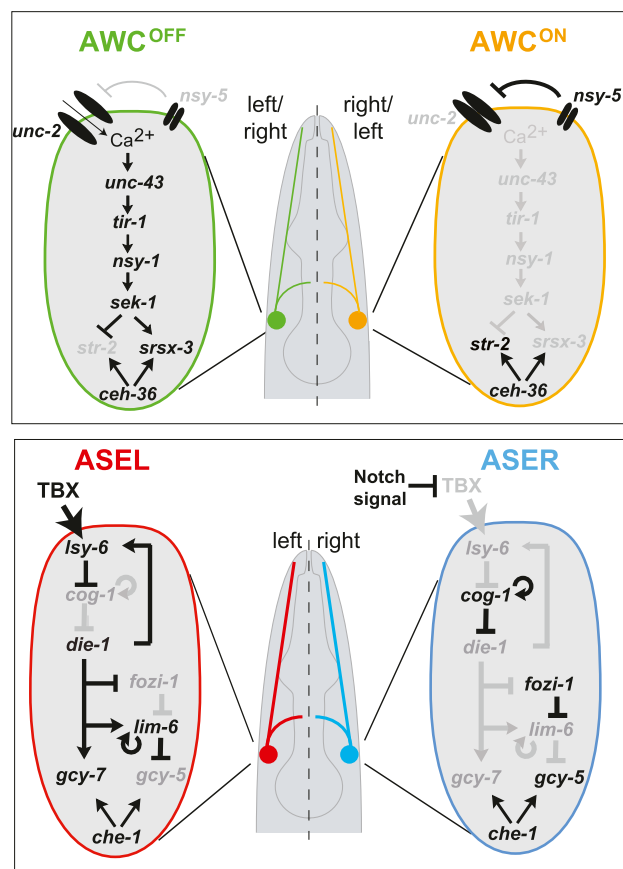 AWC OFF
AWC ON
nsy-5
unc-2
Ca2+
unc-43
tir-1
nsy-1
sek-1
str-2
srsx-3
ceh-36
left/
right
right/
left
nsy-5
unc-2
Ca2+
unc-43
tir-1
nsy-1
sek-1
str-2
srsx-3
ceh-36
ASEL
ASER
TBX
lsy-6
cog-1
die-1
fozi-1
lim-6
gcy-7
gcy-5
che-1
left
right
Notch
signal
TBX
lsy-6
cog-1
die-1
fozi-1
lim-6
gcy-7
gcy-5
che-1